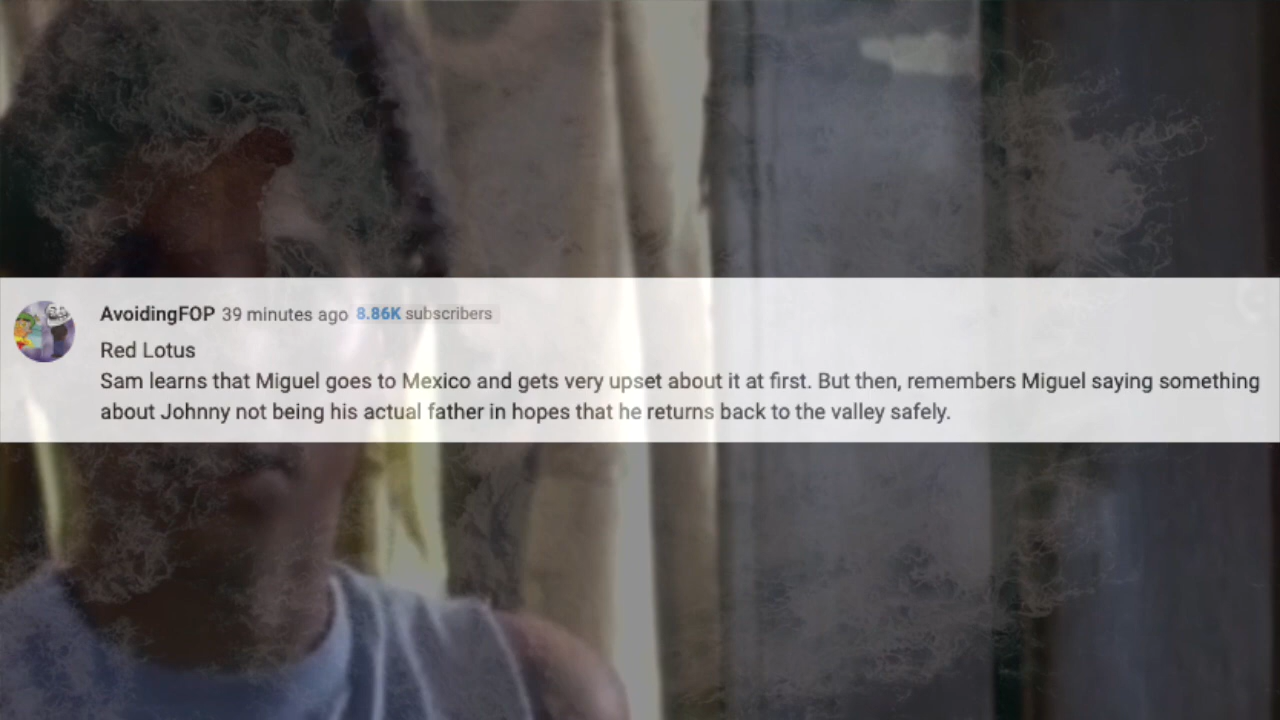 AvoidingFOP 39 minutes ago 8.86K subscribers
Red Lotus
Sam learns that Miguel goes to Mexico and gets very upset about it at first. But then, remembers Miguel saying something
about Johnny not being his actual father in hopes that he returns back to the valley safely.